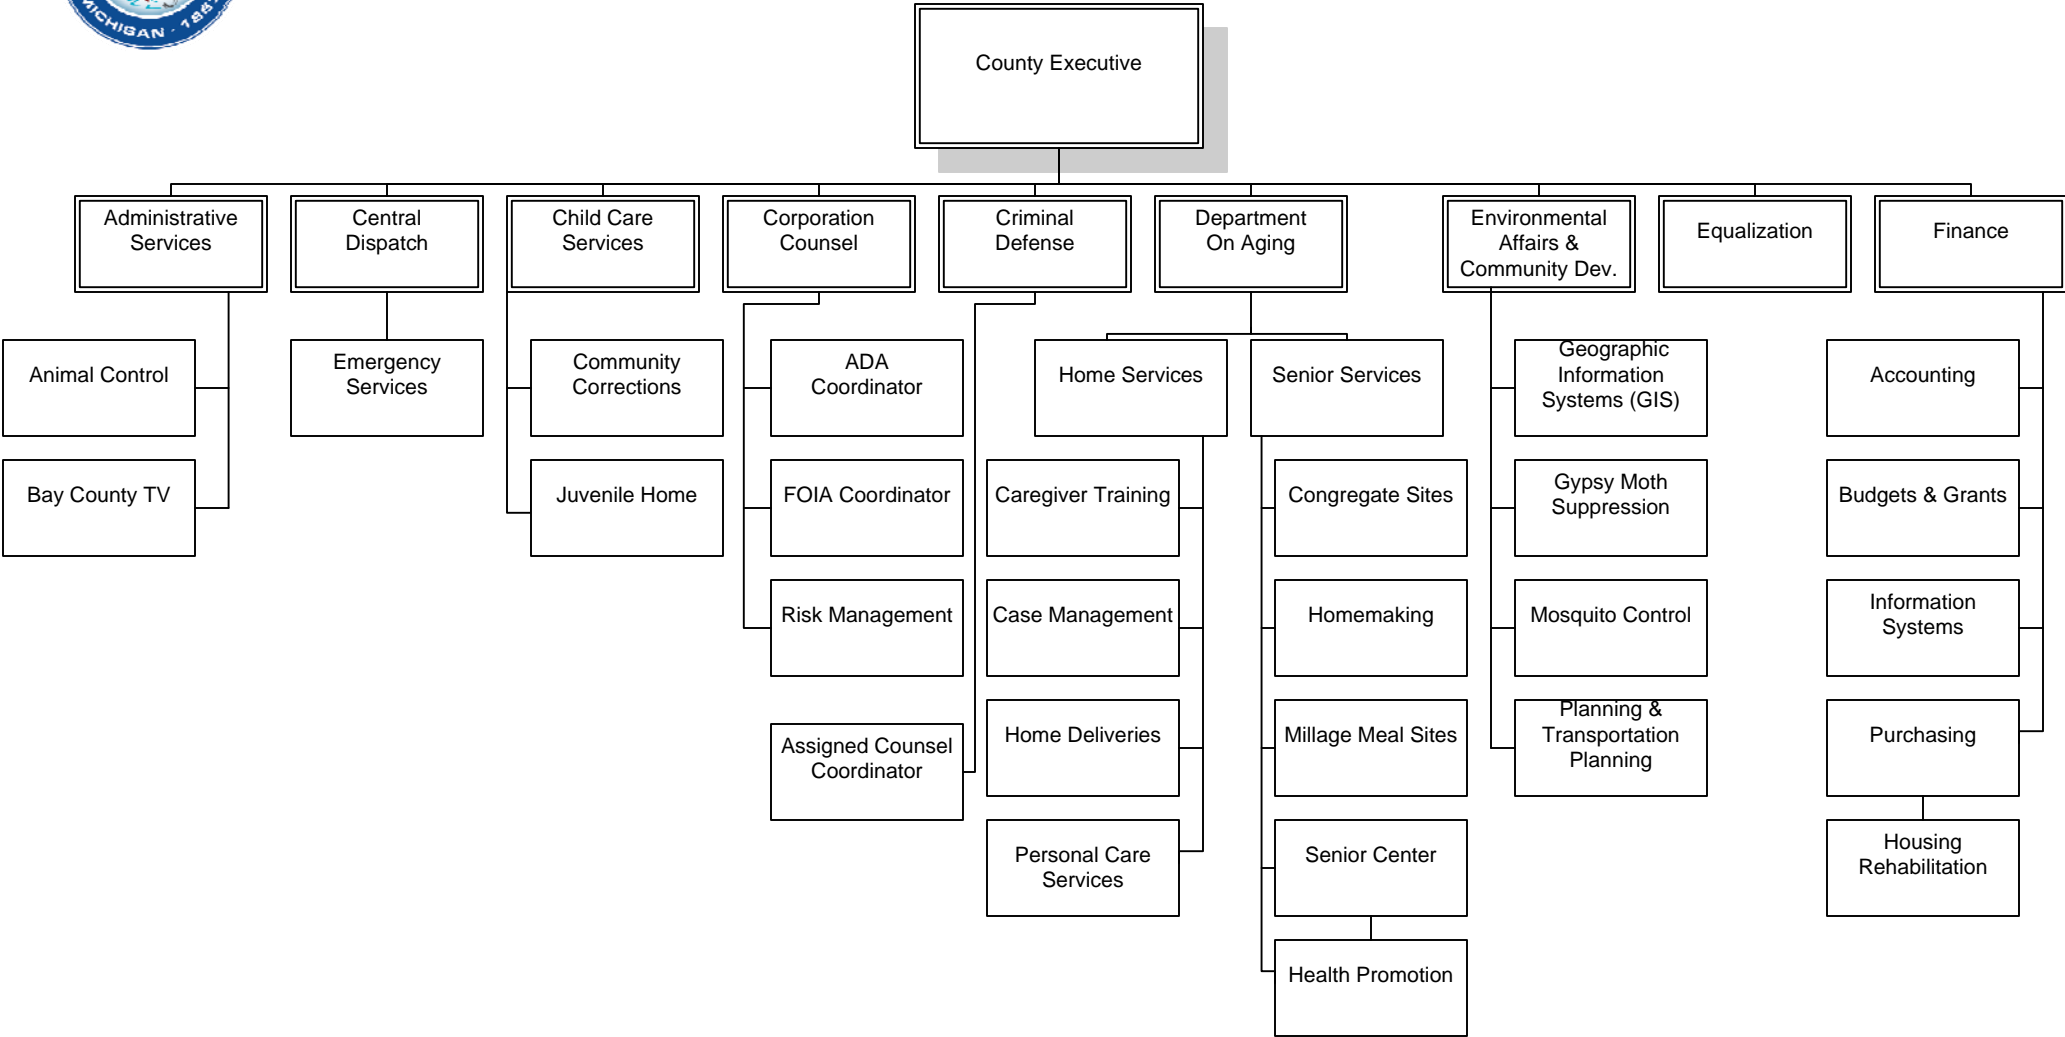 MICHIGAN
County Executive
Administrative
Services
Central
Dispatch
Child Care
Services
Corporation
Counsel
Criminal
Defense
Department
On Aging
Environmental
Affairs &
Community Dev.
Equalization
Finance
Animal Control
Emergency
Services
Community
Corrections
ADA
Coordinator
Home Services
Senior Services
Geographic
Information
Systems (GIS)
Accounting
Bay County TV
Juvenile Home
FOIA Coordinator
Caregiver Training
Congregate Sites
Gypsy Moth
Suppression
Budgets & Grants
Risk Management
Case Management
Homemaking
Mosquito Control
Information
Systems
Assigned Counsel
Coordinator
Home Deliveries
Millage Meal Sites
Planning &
Transportation
Planning
Purchasing
Personal Care
Services
Senior Center
Housing
Rehabilitation
Health Promotion